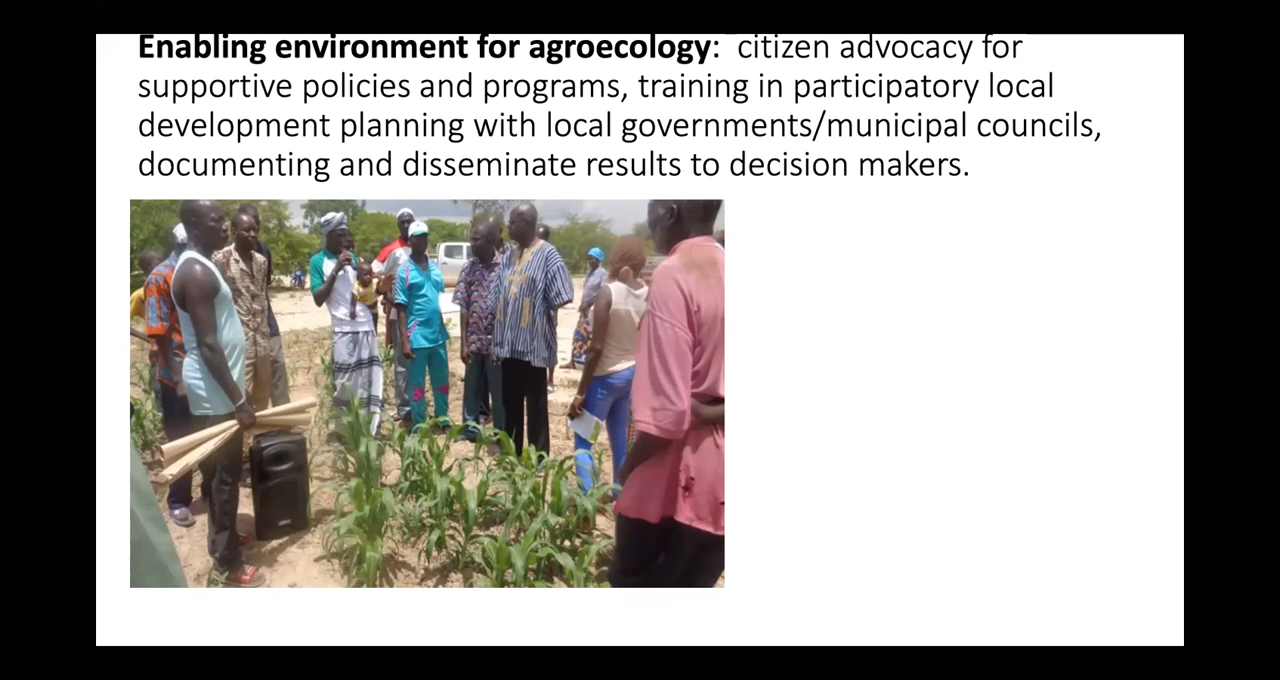 Enabling environment for agroecology: citizen advocacy for
supportive policies and programs, training in participatory local
development planning with local governments/municipal councils,
documenting and disseminate results to decision makers.